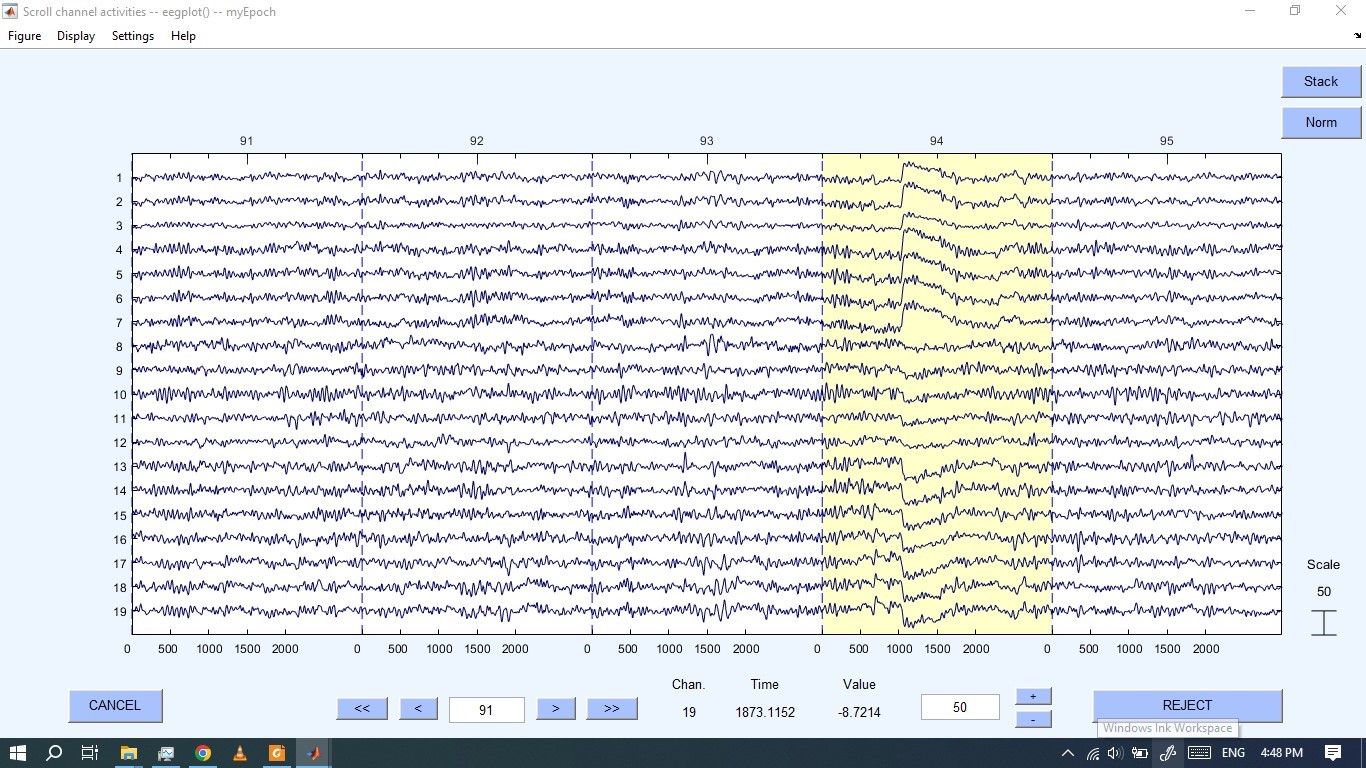 Scroll channel activities -- eegplot() -- myEpoch
Figure Display Settings Help
Stack
Norm
91 92 93 94 95
1
2
3
4
5
6
7
8
9
10
11
12
13
14
15
16
17
18
19
0 500 1000 1500 2000 0 500 1000 1500 2000 0 500 1000 1500 2000 0 500 1000 1500 2000 0 500 1000 1500 2000
Scale
50
Chan. Time Value
CANCEL << < 91 > >> 19 1873.1152 -8.7214 50 + - REJECT
Windows Ink Workspace
ENG 4:48 PM